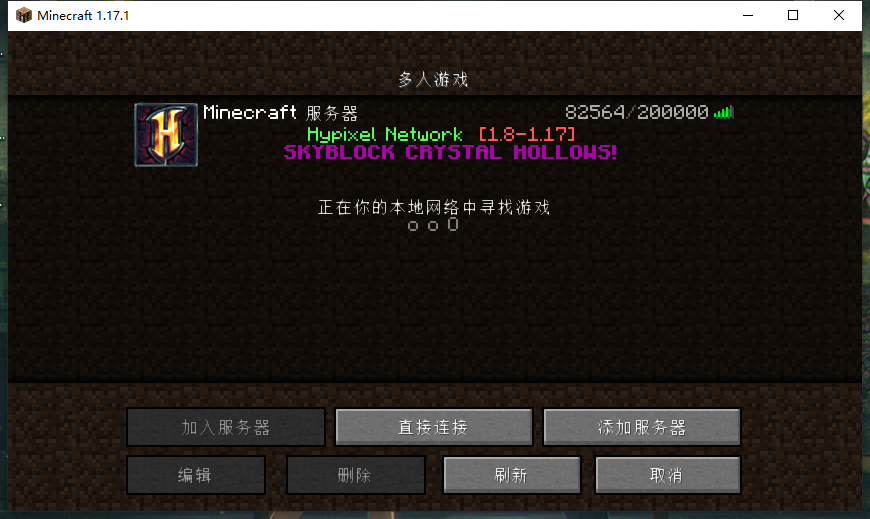 Minecraft 1.17.1
多人游戏
Minecraft 服务器 82564/200000
Hypixel Network [1.8-1.17]
SKYBLOCK CRYSTAL HOLLOWS!
正在你的本地网络中寻找游戏
o o O
加入服务器 直接连接 添加服务器
编辑 删除 刷新 取消